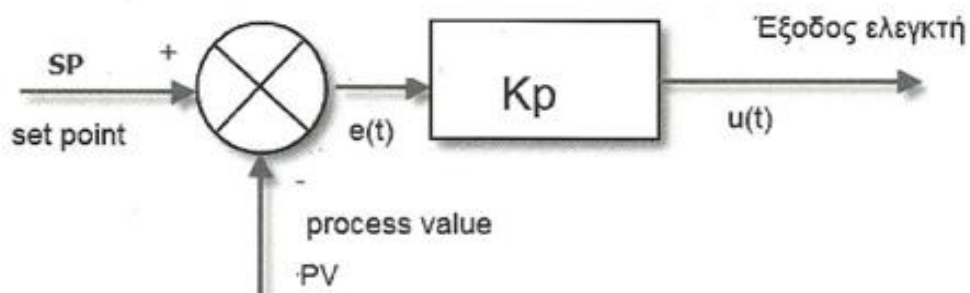 Έξοδος ελεγκτή
SP
+
Kp
set point
e(t)
u(t)
-
process value
PV